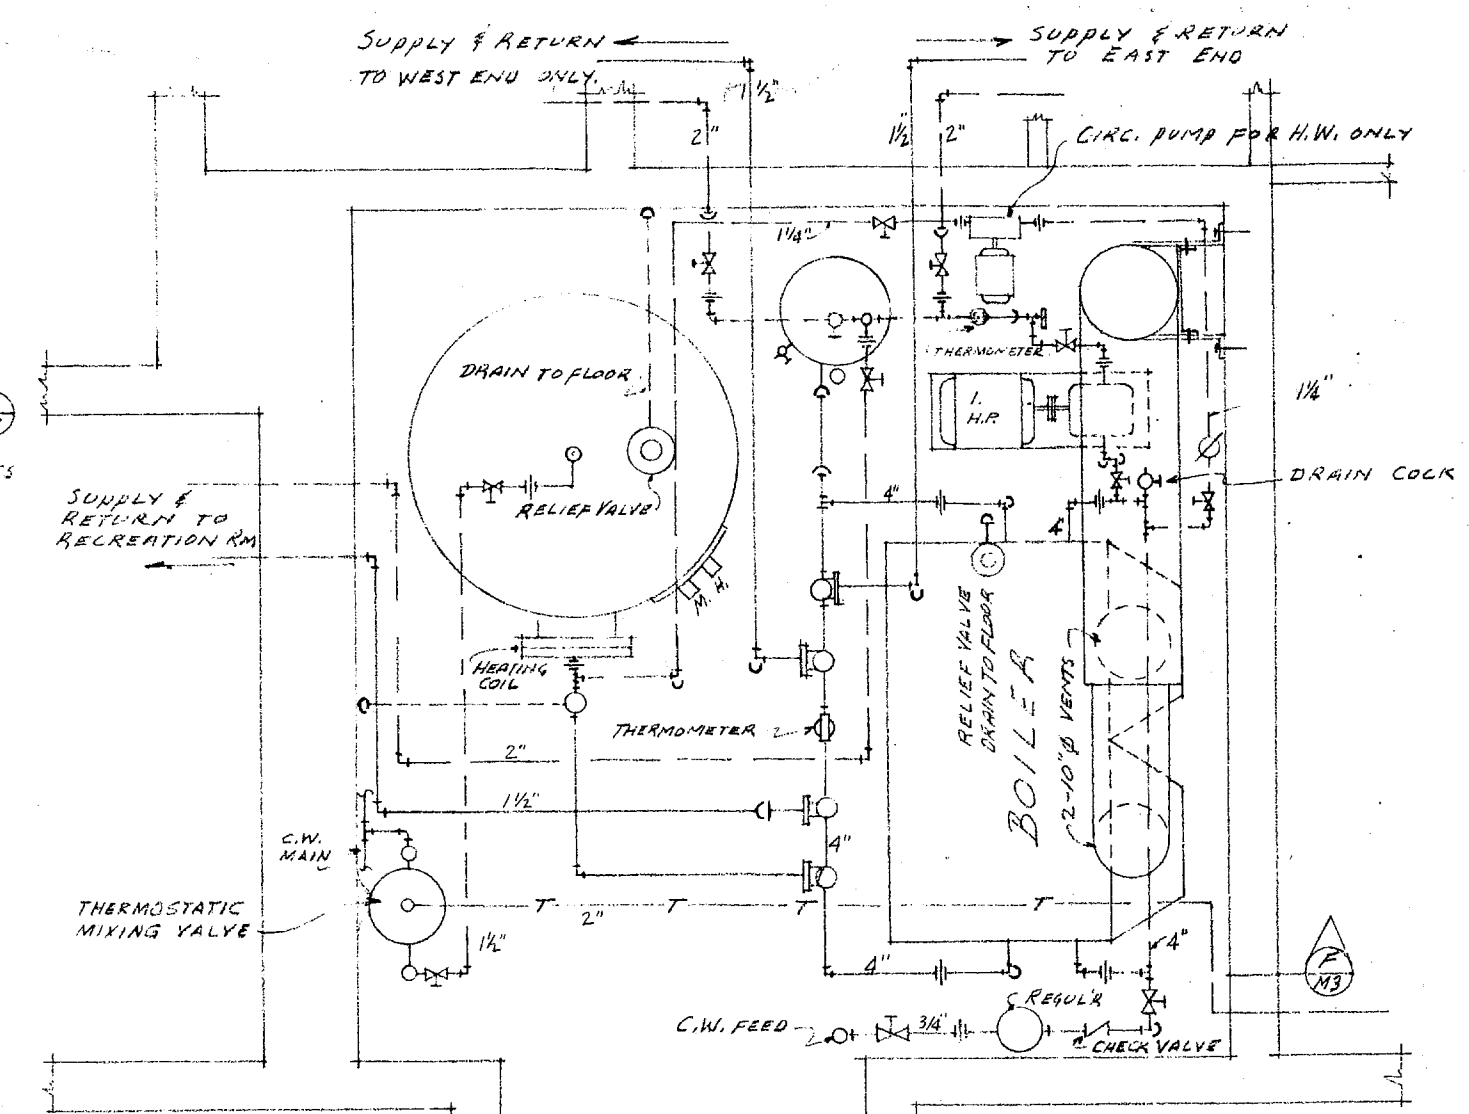 SUPPLY & RETURN
TO WEST END ONLY.
SUPPLY & RETURN
TO EAST END
1½"
2"
1½"
2"
CIRC. PUMP FOR H.W. ONLY
1¼"
THERMOMETER
DRAIN TO FLOOR
1.
H.P.
1¼"
DRAIN COCK
SUPPLY &
RETURN TO
RECREATION RM
RELIEF VALVE
4"
4"
M.H.
HEATING
COIL
THERMOMETER
RELIEF VALVE
DRAIN TO FLOOR
BOILER
2-10"φ VENTS
2"
1½"
4"
C.W.
MAIN
THERMOSTATIC
MIXING VALVE
T
2"
T
T
T
1½"
4"
4"
F
M3
REGUL'R
C.W. FEED
3/4"
CHECK VALVE